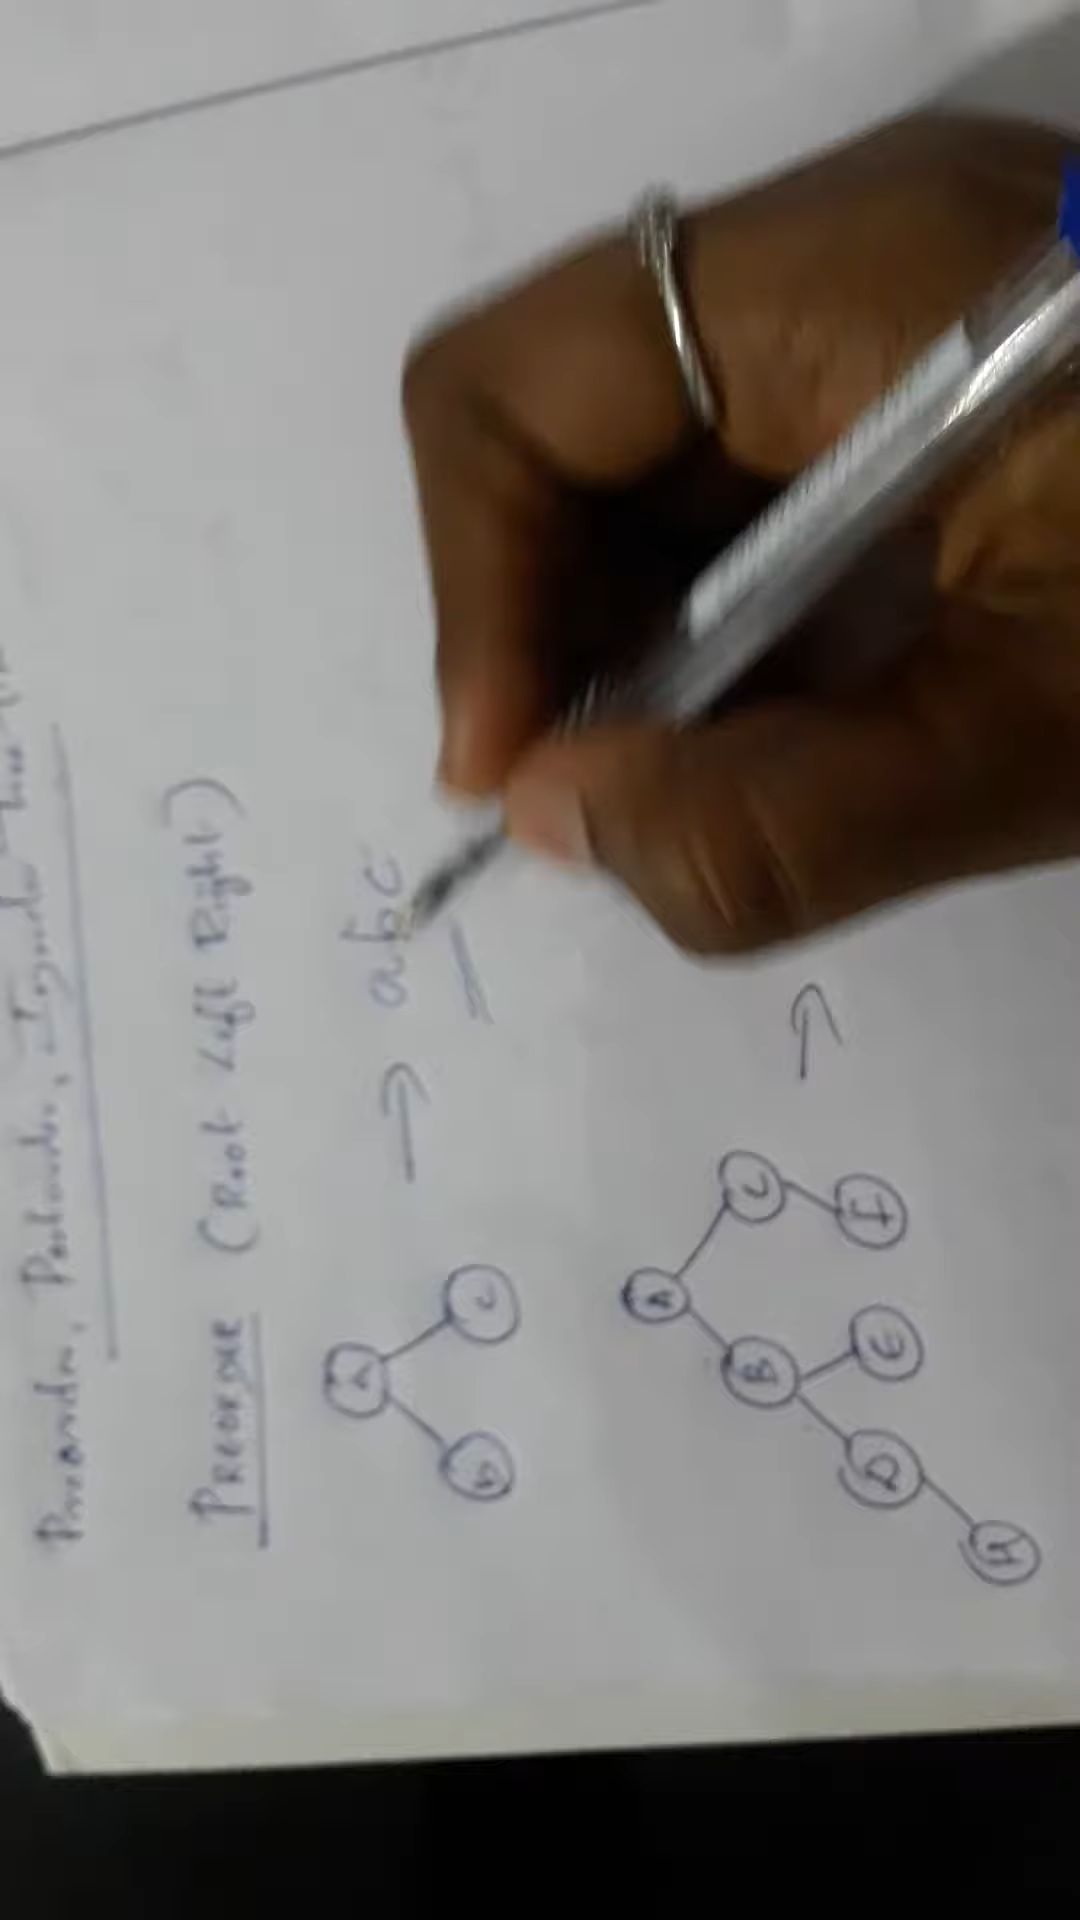 Preorder, Postorder, Inorder
PREORDER (Root Left Right)
A
B C
→ abc
A
B C
D E F
H
→